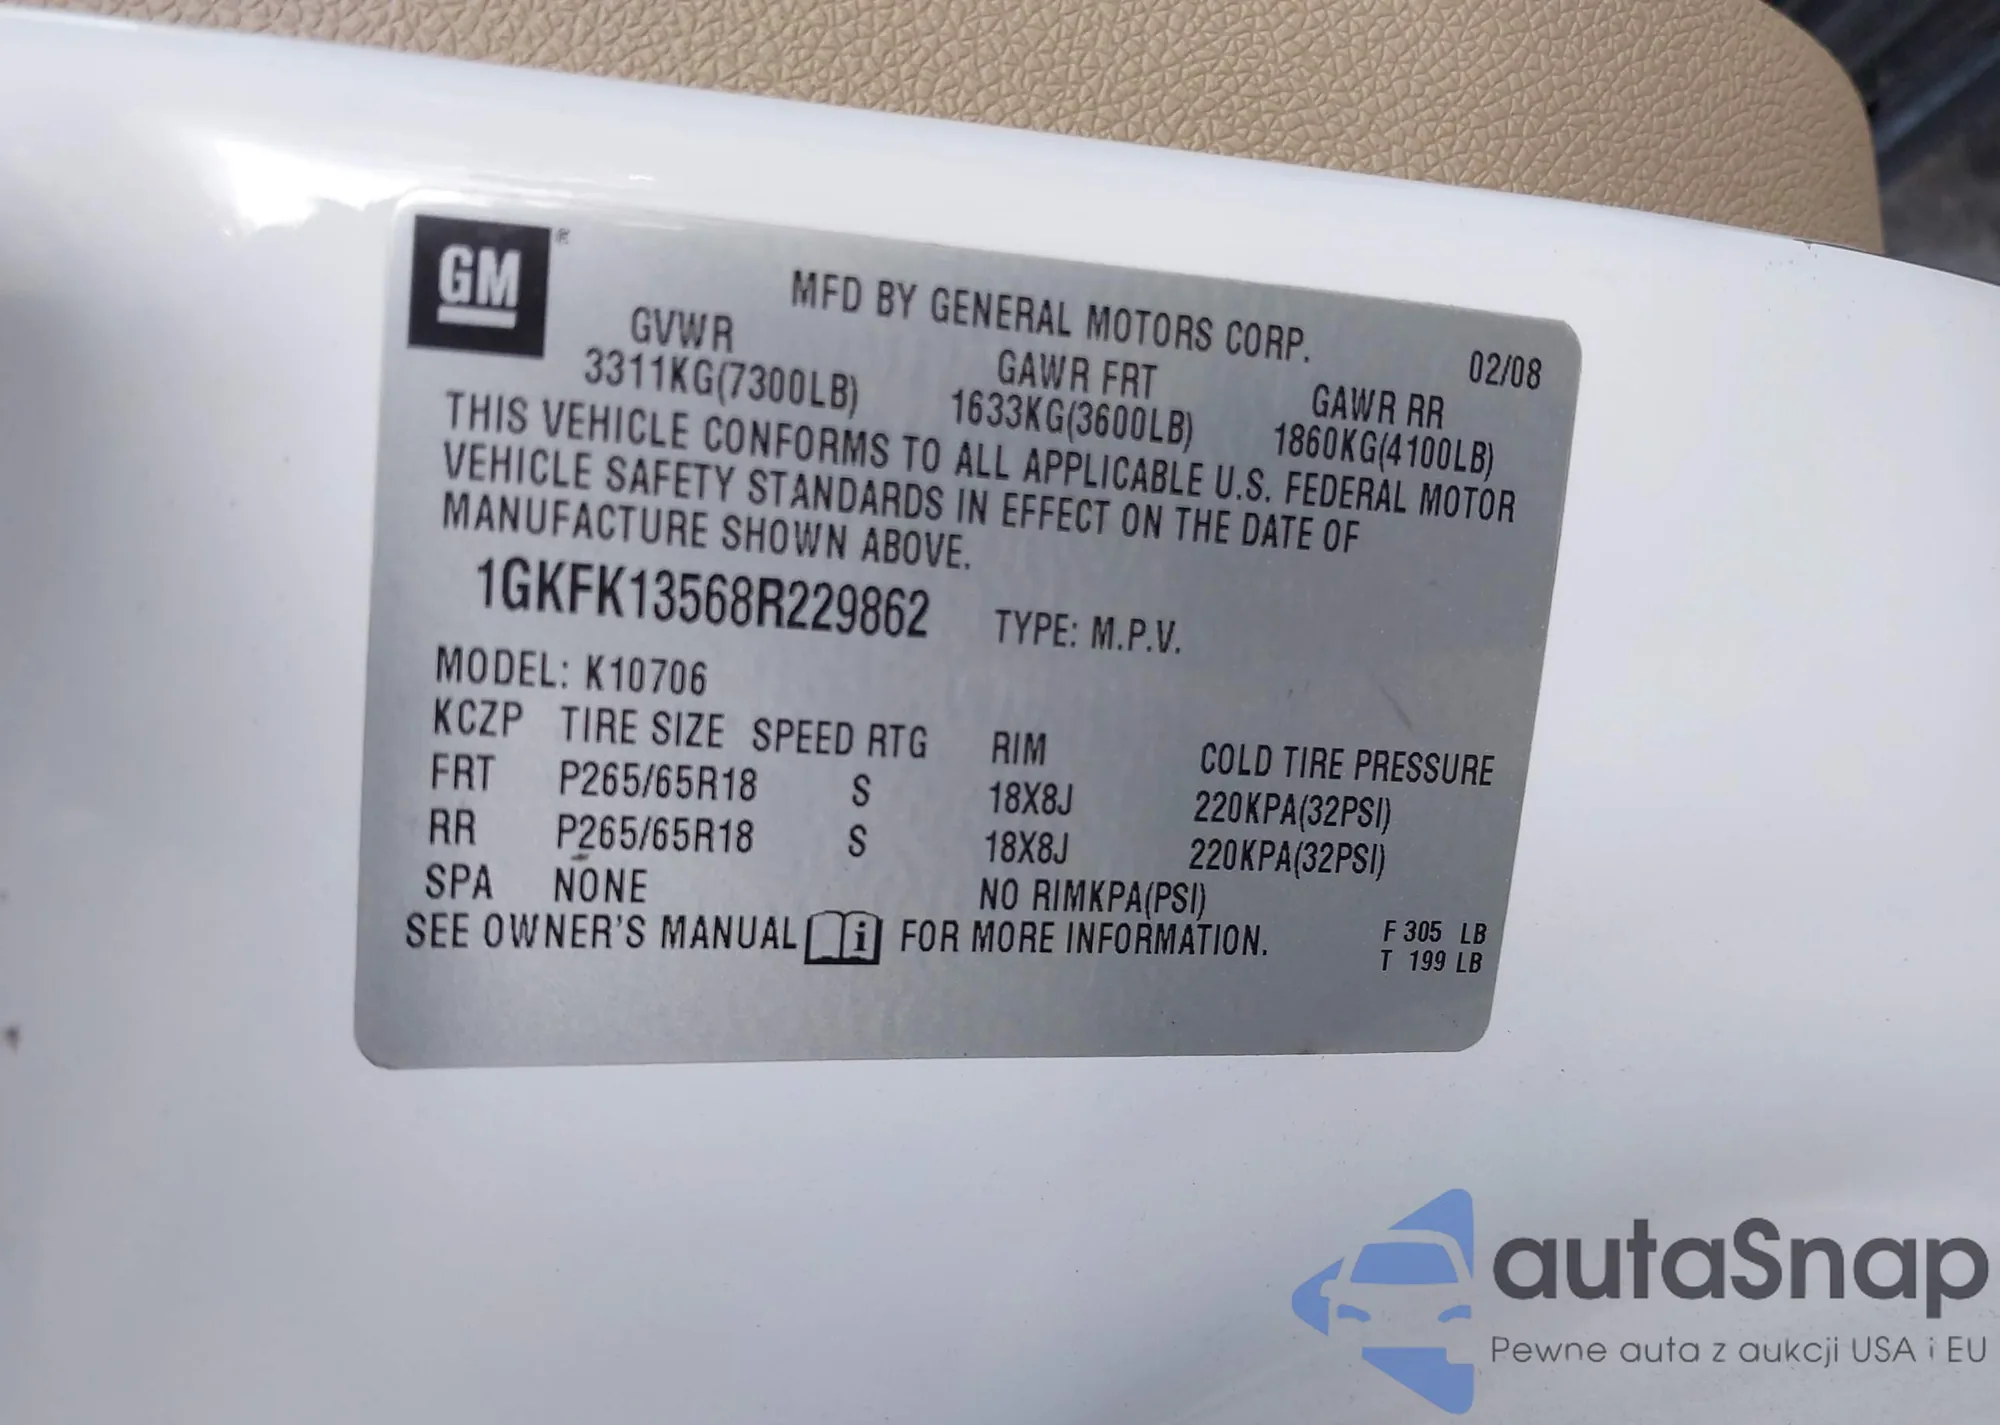 GM ®
MFD BY GENERAL MOTORS CORP.
02/08
GVWR GAWR FRT GAWR RR
3311KG(7300LB) 1633KG(3600LB) 1860KG(4100LB)
THIS VEHICLE CONFORMS TO ALL APPLICABLE U.S. FEDERAL MOTOR
VEHICLE SAFETY STANDARDS IN EFFECT ON THE DATE OF
MANUFACTURE SHOWN ABOVE.
1GKFK13568R229862 TYPE: M.P.V.
MODEL: K10706
KCZP TIRE SIZE SPEED RTG RIM COLD TIRE PRESSURE
FRT P265/65R18 S 18X8J 220KPA(32PSI)
RR P265/65R18 S 18X8J 220KPA(32PSI)
SPA NONE NO RIMKPA(PSI)
SEE OWNER'S MANUAL i FOR MORE INFORMATION.
F 305 LB
T 199 LB
autaSnap
Pewne auta z aukcji USA i EU